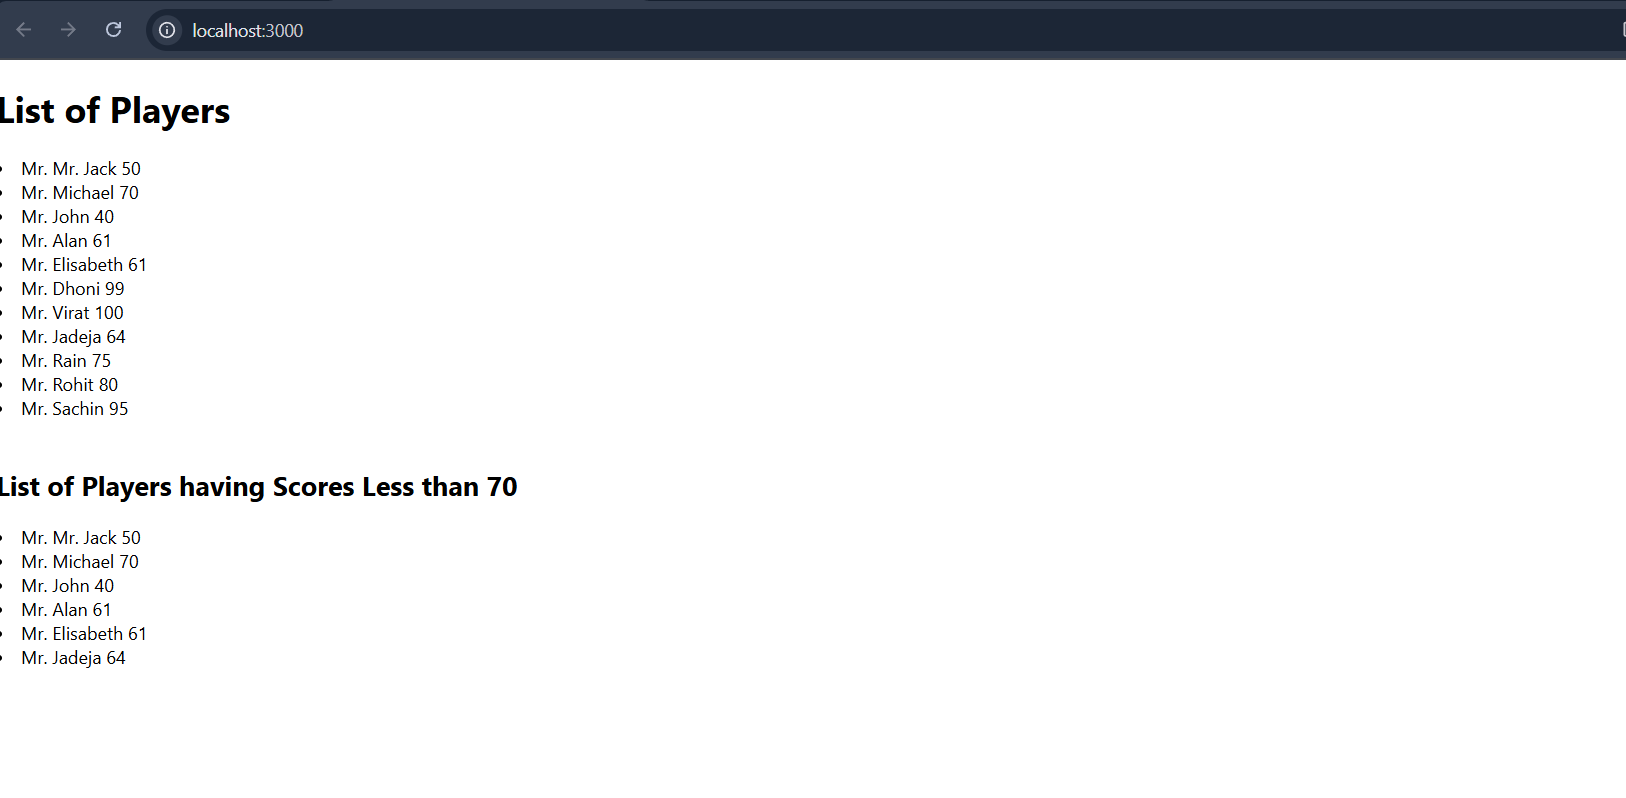 localhost:3000
List of Players
Mr. Mr. Jack 50
Mr. Michael 70
Mr. John 40
Mr. Alan 61
Mr. Elisabeth 61
Mr. Dhoni 99
Mr. Virat 100
Mr. Jadeja 64
Mr. Rain 75
Mr. Rohit 80
Mr. Sachin 95
List of Players having Scores Less than 70
Mr. Mr. Jack 50
Mr. Michael 70
Mr. John 40
Mr. Alan 61
Mr. Elisabeth 61
Mr. Jadeja 64